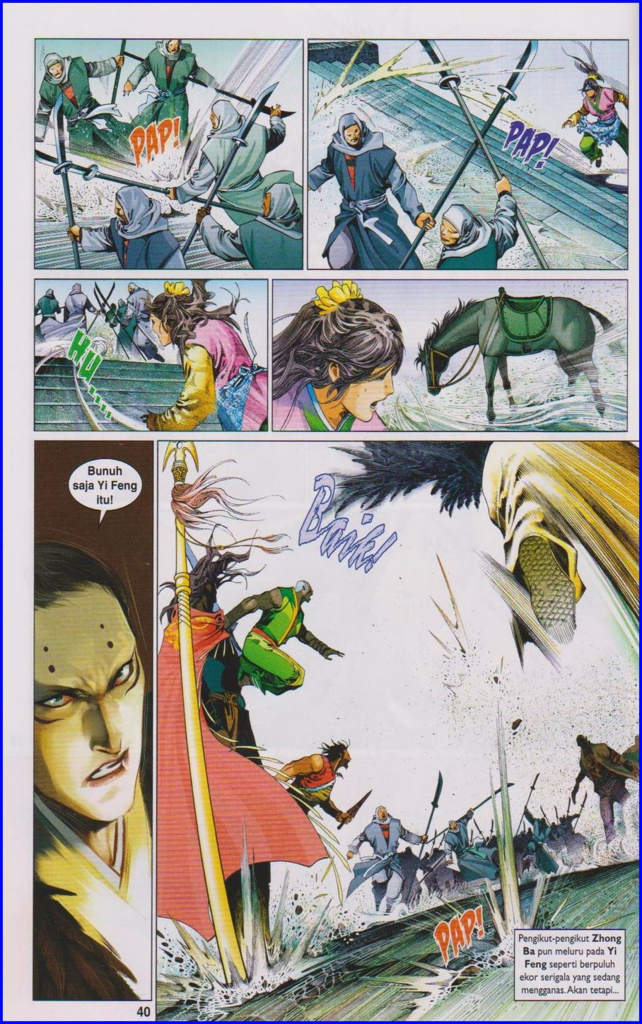 PAP!
PAP!
HU.....
Bunuh
saja Yi Feng
itu!
Baik!
PAP!
Pengikut-pengikut Zhong
Ba pun meluru pada Yi
Feng seperti berpuluh
ekor serigala yang sedang
mengganas. Akan tetapi...
40